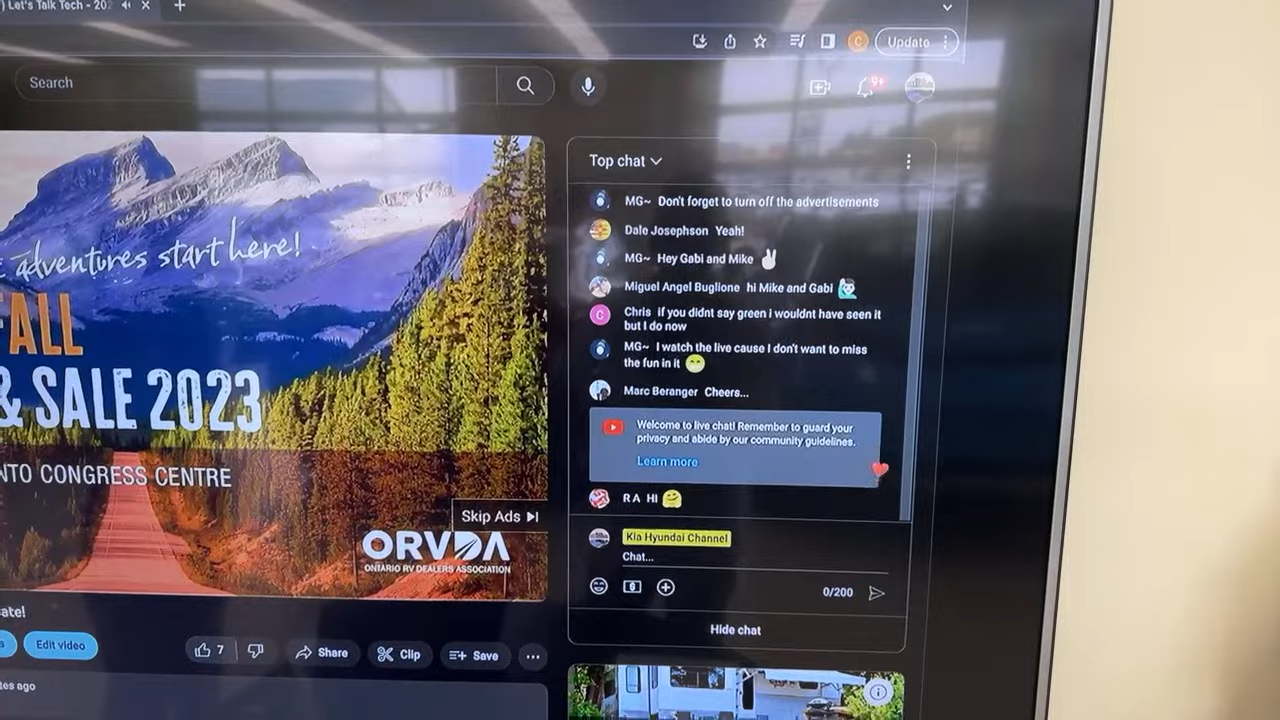 ) Let's Talk Tech - 20
Update
Search
9+
Top chat
MG~ Don't forget to turn off the advertisements
Dale Josephson Yeah!
MG~ Hey Gabi and Mike
Miguel Angel Buglione hi Mike and Gabi
C Chris if you didnt say green i wouldnt have seen it
but I do now
MG~ I watch the live cause I don't want to miss
the fun in it
Marc Beranger Cheers...
Welcome to live chat! Remember to guard your
privacy and abide by our community guidelines.
Learn more
R A HI
Kia Hyundai Channel
Chat...
0/200
Hide chat
adventures start here!
FALL
& SALE 2023
NTO CONGRESS CENTRE
Skip Ads
ORVDA
ONTARIO RV DEALERS ASSOCIATION
ate!
s
Edit video
7
Share
Clip
Save
tes ago